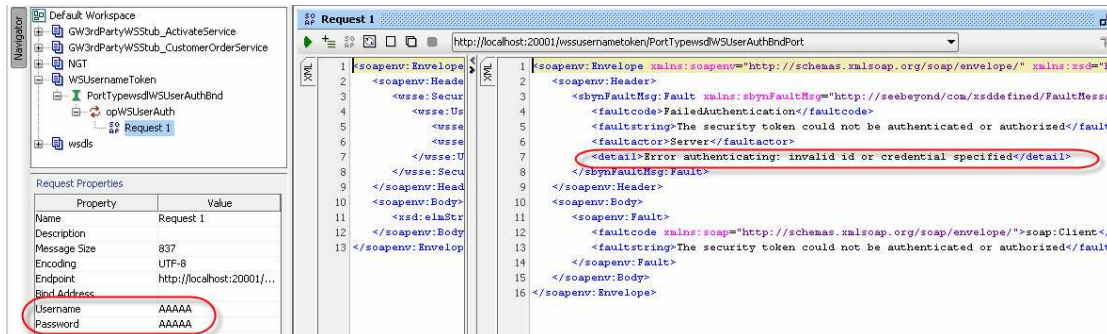 Navigator
Default Workspace
GW3rdPartyWSStub_ActivateService
GW3rdPartyWSStub_CustomerOrderService
NGT
WSUsernameToken
PortTypewsdlWSUserAuthBnd
opWSUserAuth
Request 1
wsdls
Request Properties
Property Value
Name Request 1
Description
Message Size 837
Encoding UTF-8
Endpoint http://localhost:20001/...
Bind Address
Username AAAAA
Password AAAAA
SOAP Request 1
http://localhost:20001/wssusernametoken/PortTypewsdlWSUserAuthBndPort
XML
1 <soapenv:Envelope
2 <soapenv:Heade
3 <wsse:Secur
4 <wsse:Us
5 <wsse
6 <wsse
7 </wsse:U
8 </wsse:Secu
9 </soapenv:Head
10 <soapenv:Body>
11 <xsd:elmStr
12 </soapenv:Body
13 </soapenv:Envelop
XML
1 <soapenv:Envelope xmlns:soapenv="http://schemas.xmlsoap.org/soap/envelope/" xmlns:xsd="h
2 <soapenv:Header>
3 <sbynFaultMsg:Fault xmlns:sbynFaultMsg="http://seebeyond/com/xsddefined/FaultMessa
4 <faultcode>FailedAuthentication</faultcode>
5 <faultstring>The security token could not be authenticated or authorized</fault
6 <faultactor>Server</faultactor>
7 <detail>Error authenticating: invalid id or credential specified</detail>
8 </sbynFaultMsg:Fault>
9 </soapenv:Header>
10 <soapenv:Body>
11 <soapenv:Fault>
12 <faultcode xmlns:soap="http://schemas.xmlsoap.org/soap/envelope/">soap:Client</
13 <faultstring>The security token could not be authenticated or authorized</fault
14 </soapenv:Fault>
15 </soapenv:Body>
16 </soapenv:Envelope>